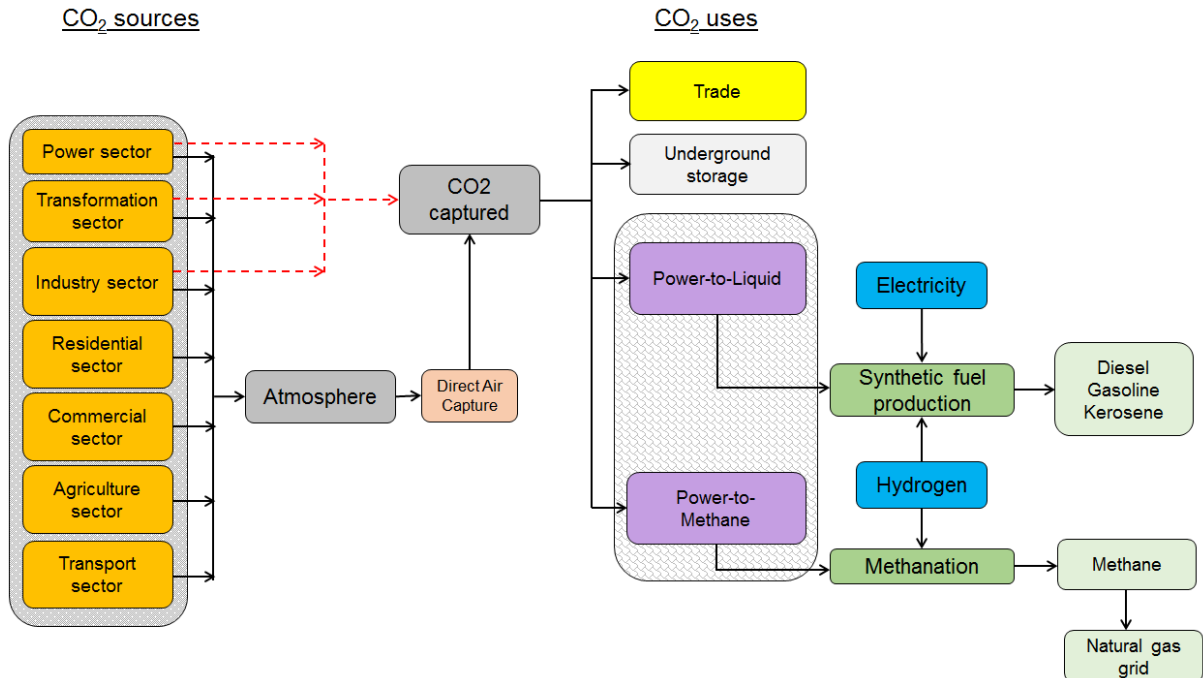 CO2 sources
CO2 uses
Power sector
Transformation
sector
Industry sector
Residential
sector
Commercial
sector
Agriculture
sector
Transport
sector
Atmosphere
Direct Air
Capture
CO2
captured
Trade
Underground
storage
Power-to-Liquid
Power-to-
Methane
Electricity
Synthetic fuel
production
Hydrogen
Methanation
Diesel
Gasoline
Kerosene
Methane
Natural gas
grid